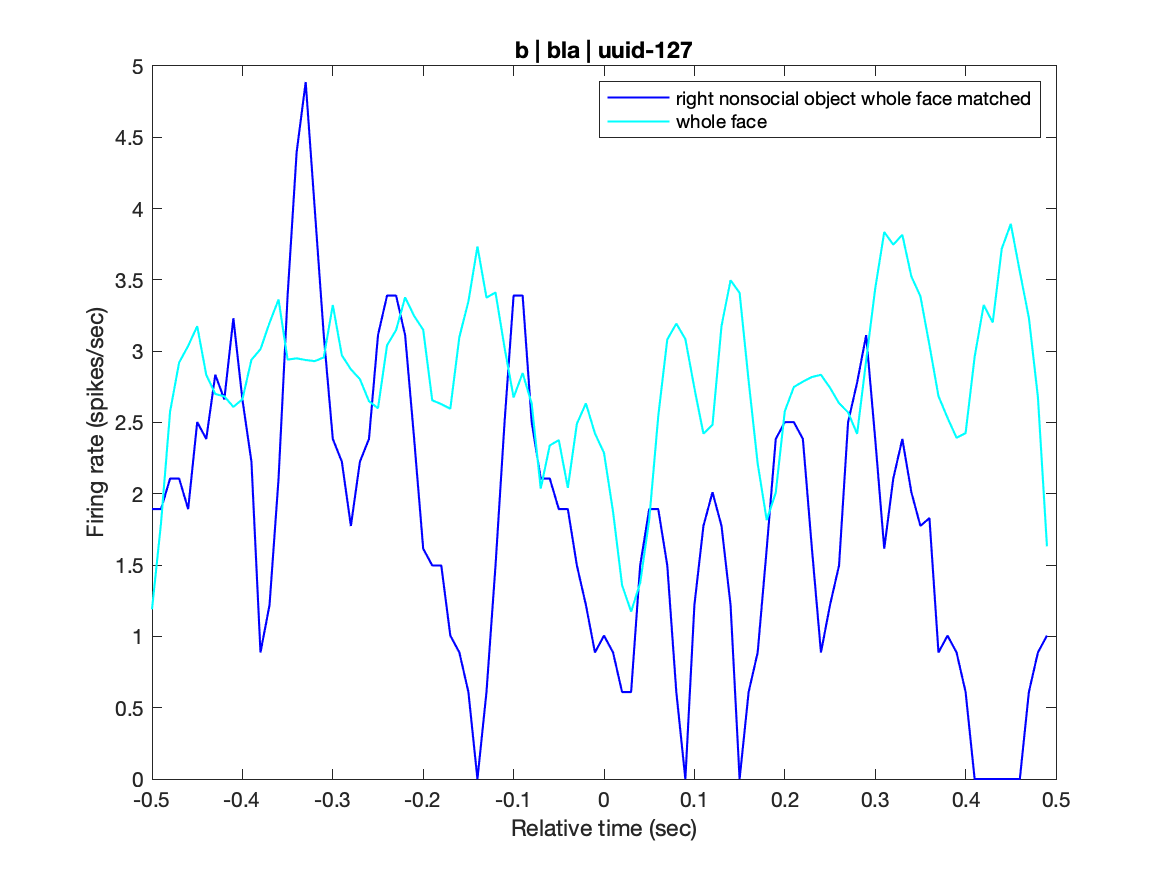 b | bla | uuid-127
right nonsocial object whole face matched
whole face
Firing rate (spikes/sec)
5
4.5
4
3.5
3
2.5
2
1.5
1
0.5
0
-0.5 -0.4 -0.3 -0.2 -0.1 0 0.1 0.2 0.3 0.4 0.5
Relative time (sec)